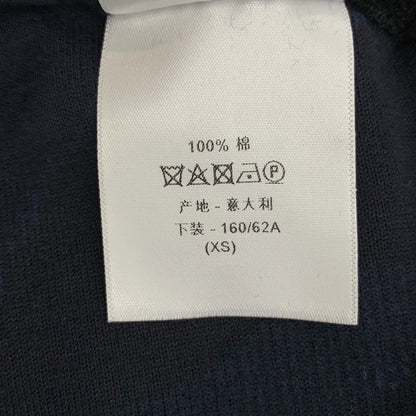 100% 棉
P
产地 - 意大利
下装 - 160/62A
(XS)